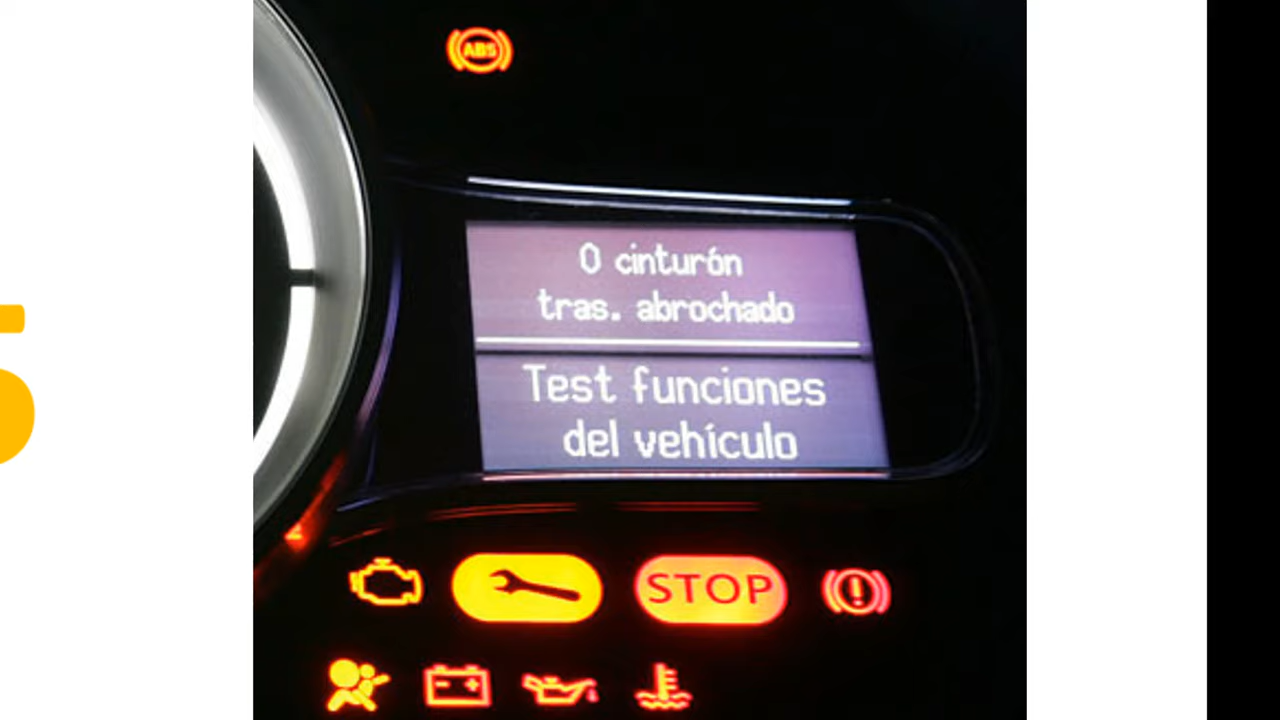 ABS
0 cinturón
tras. abrochado
Test funciones
del vehículo
STOP